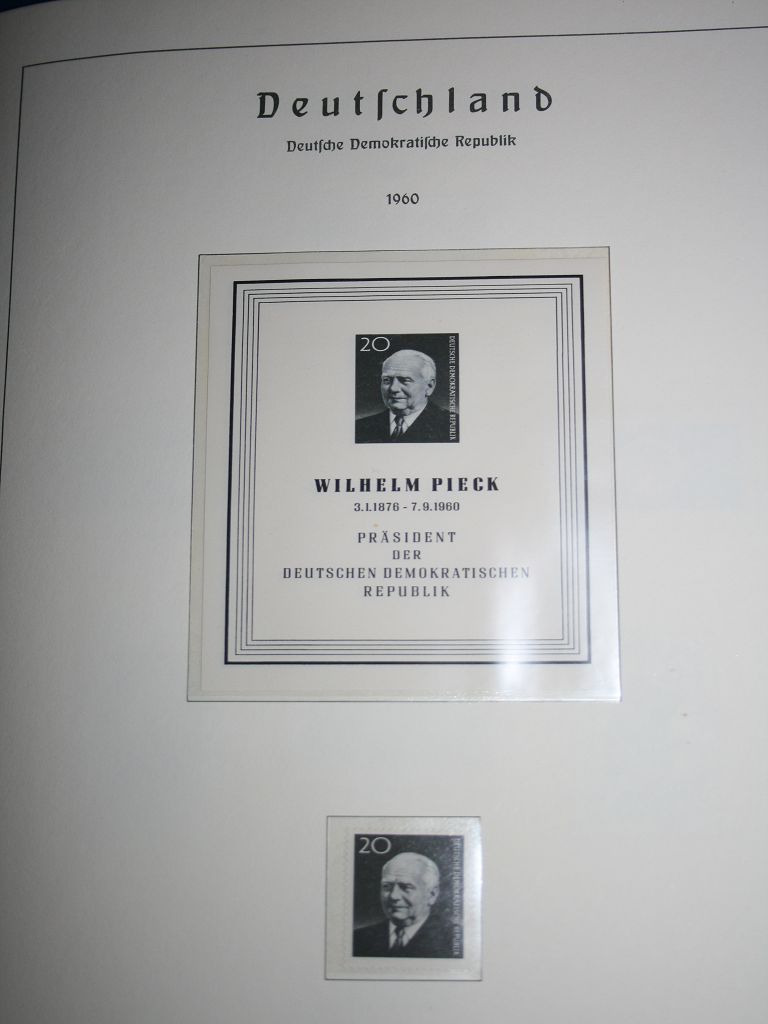 Deutſchland
Deutſche Demokratiſche Republik
1960
20
DEUTSCHE DEMOKRATISCHE REPUBLIK
WILHELM PIECK
3.1.1876 - 7.9.1960
PRÄSIDENT
DER
DEUTSCHEN DEMOKRATISCHEN
REPUBLIK
20
DEUTSCHE DEMOKRATISCHE REPUBLIK